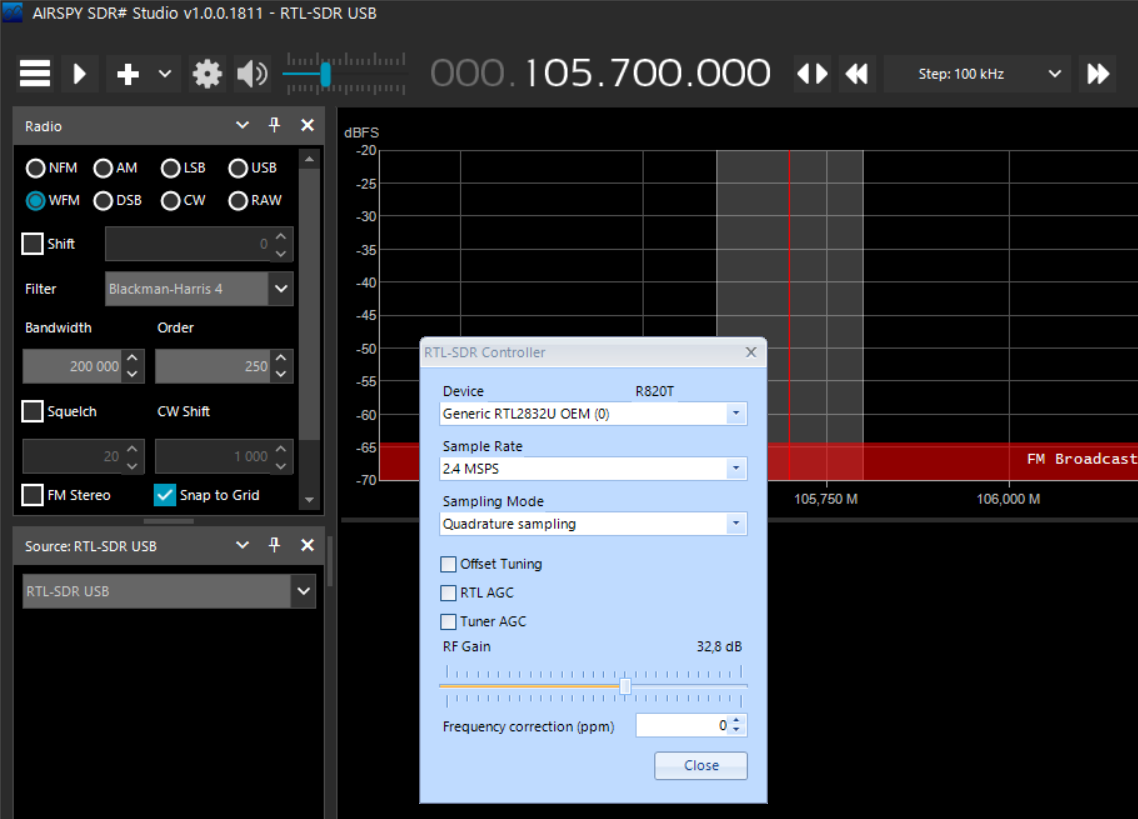 AIRSPY SDR# Studio v1.0.0.1811 - RTL-SDR USB
000.105.700.000
Step: 100 kHz
Radio
NFM AM LSB USB
WFM DSB CW RAW
Shift 0
Filter Blackman-Harris 4
Bandwidth Order
200 000 250
Squelch CW Shift
20 1 000
FM Stereo Snap to Grid
Source: RTL-SDR USB
RTL-SDR USB
dBFS
-20
-25
-30
-35
-40
-45
-50
-55
-60
-65
-70
FM Broadcast
105,750 M 106,000 M
RTL-SDR Controller
Device R820T
Generic RTL2832U OEM (0)
Sample Rate
2.4 MSPS
Sampling Mode
Quadrature sampling
Offset Tuning
RTL AGC
Tuner AGC
RF Gain 32,8 dB
Frequency correction (ppm) 0
Close